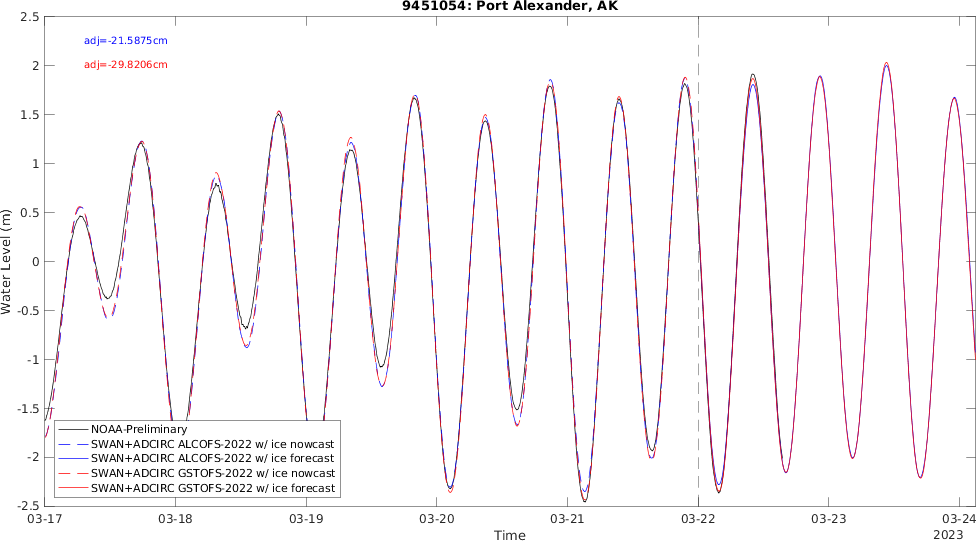 9451054: Port Alexander, AK
adj=-21.5875cm
adj=-29.8206cm
Water Level (m)
2.5
2
1.5
1
0.5
0
-0.5
-1
-1.5
-2
-2.5
NOAA-Preliminary
SWAN+ADCIRC ALCOFS-2022 w/ ice nowcast
SWAN+ADCIRC ALCOFS-2022 w/ ice forecast
SWAN+ADCIRC GSTOFS-2022 w/ ice nowcast
SWAN+ADCIRC GSTOFS-2022 w/ ice forecast
03-17 03-18 03-19 03-20 03-21 03-22 03-23 03-24
Time
2023